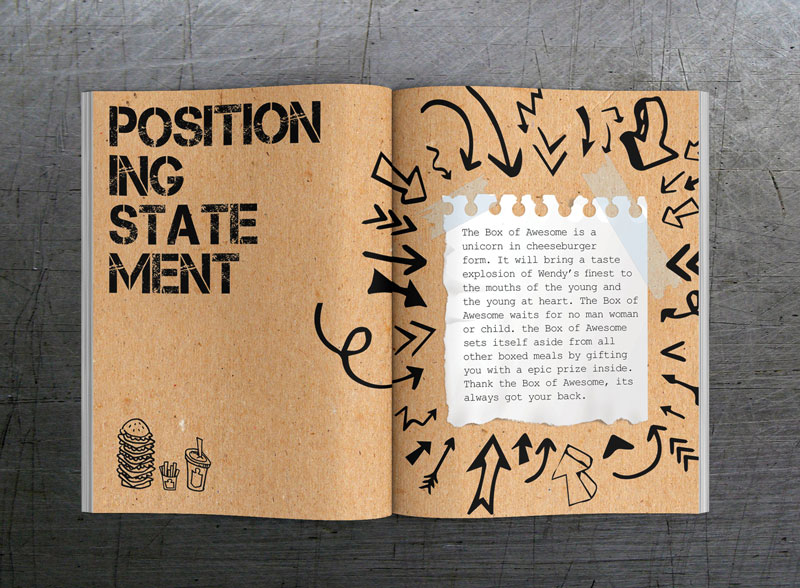 POSITION
ING
STATE
MENT
The Box of Awesome is a
unicorn in cheeseburger
form. It will bring a taste
explosion of Wendy's finest to
the mouths of the young and
the young at heart. The Box of
Awesome waits for no man woman
or child. the Box of Awesome
sets itself aside from all
other boxed meals by gifting
you with a epic prize inside.
Thank the Box of Awesome, its
always got your back.